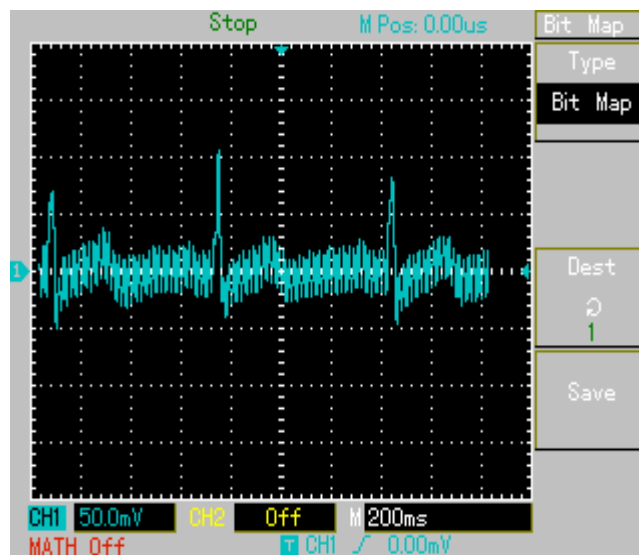 Stop M Pos: 0.00us Bit Map
Type
Bit Map
1
Dest
1
Save
CH1 50.0mV CH2 Off M 200ms
MATH Off T CH1 0.00mV